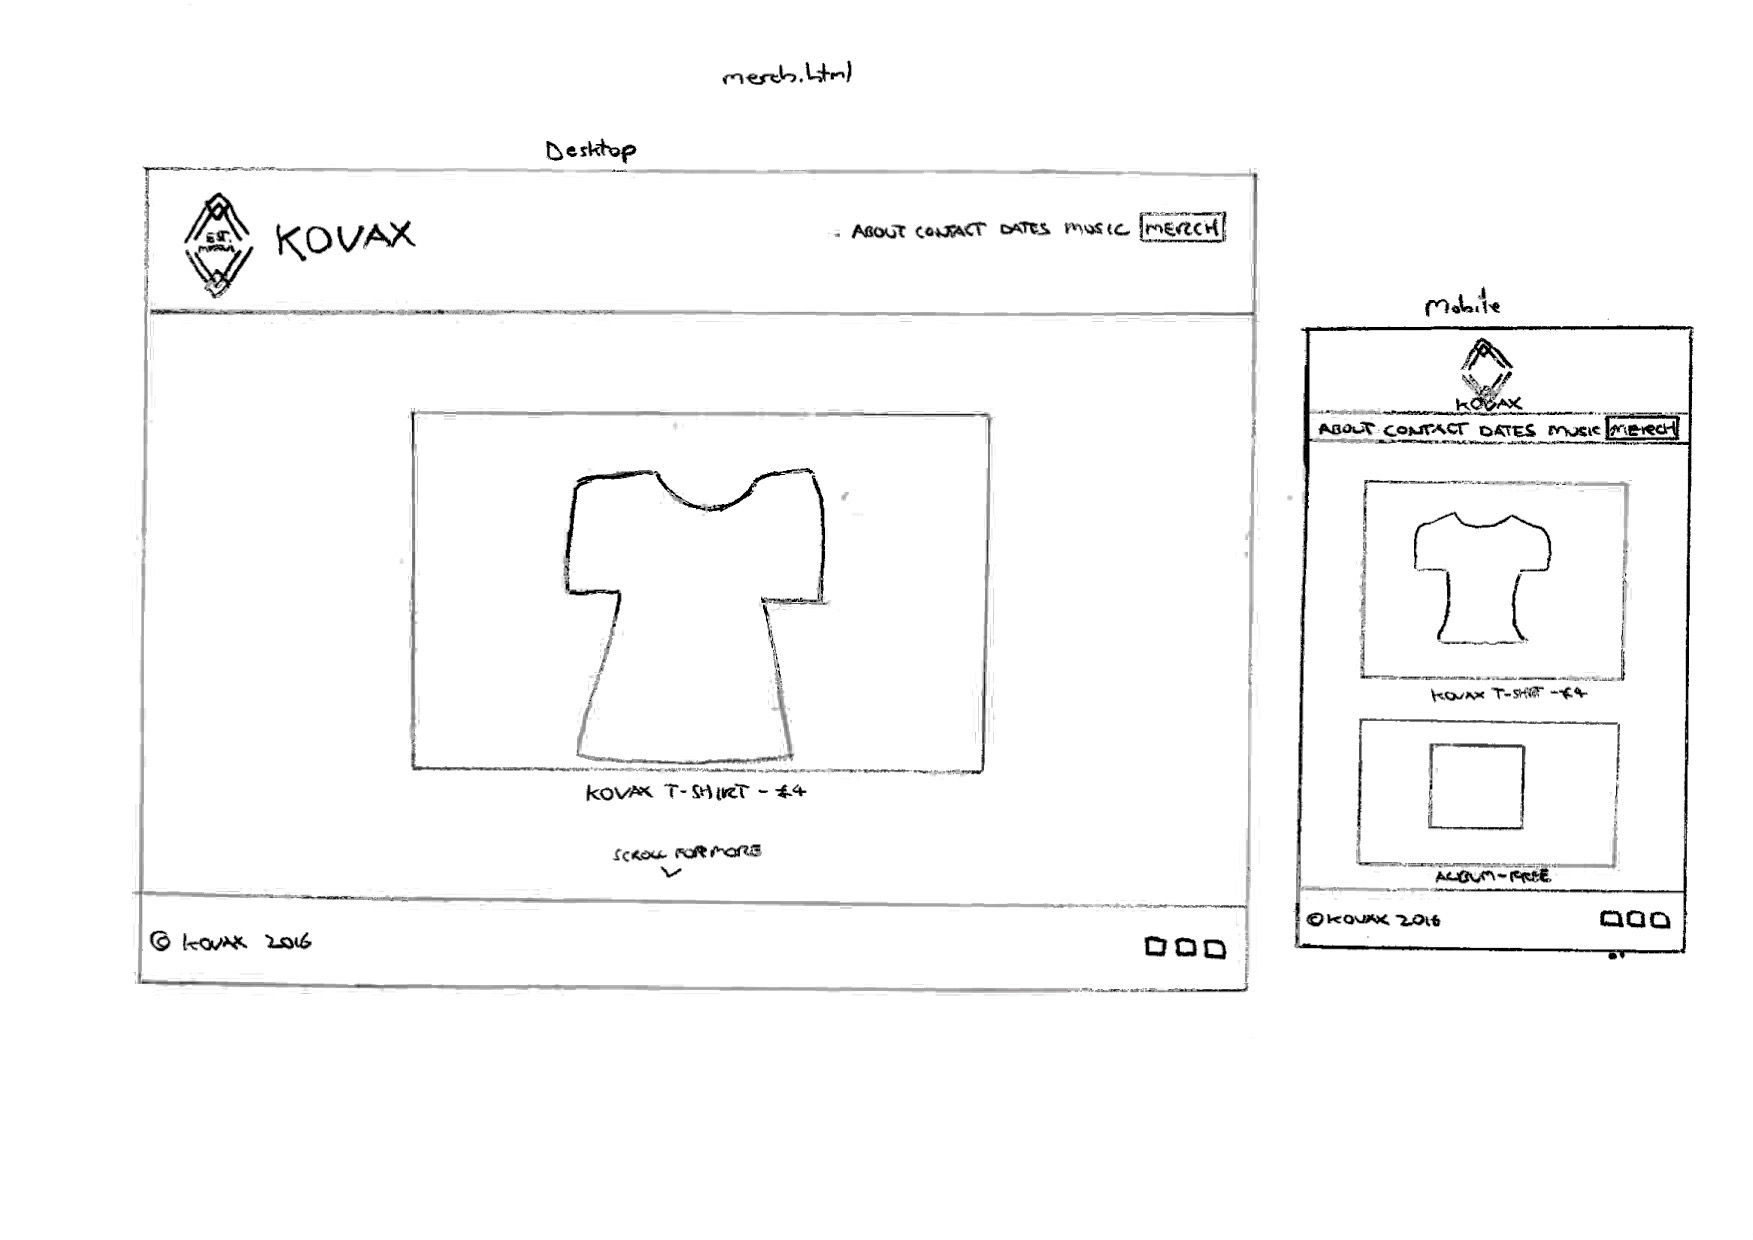 merch.html
Desktop
EST.
KOVAX
ABOUT CONTACT DATES MUSIC MERCH
KOVAX T-SHIRT - £4
SCROLL FOR MORE
© KOVAX 2016
Mobile
KOVAX
ABOUT CONTACT DATES MUSIC MERCH
KOVAX T-SHIRT - £4
ALBUM - FREE
© KOVAX 2016